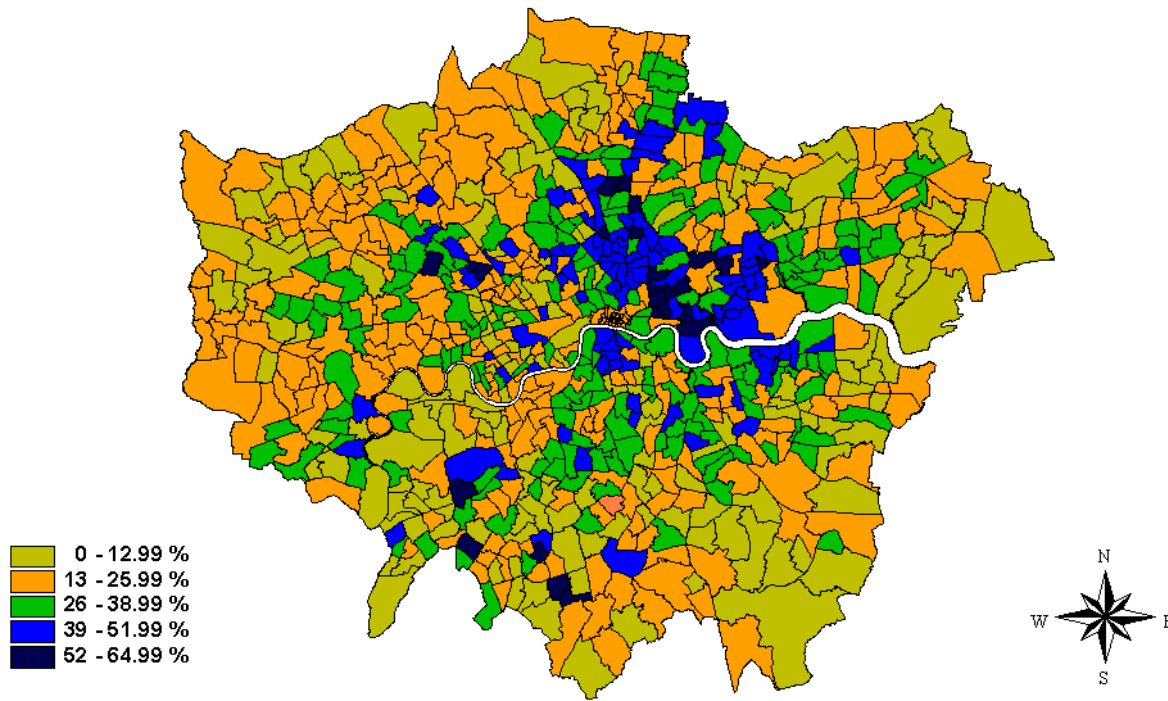 0 - 12.99 %
13 - 25.99 %
26 - 38.99 %
39 - 51.99 %
52 - 64.99 %
N
W
E
S